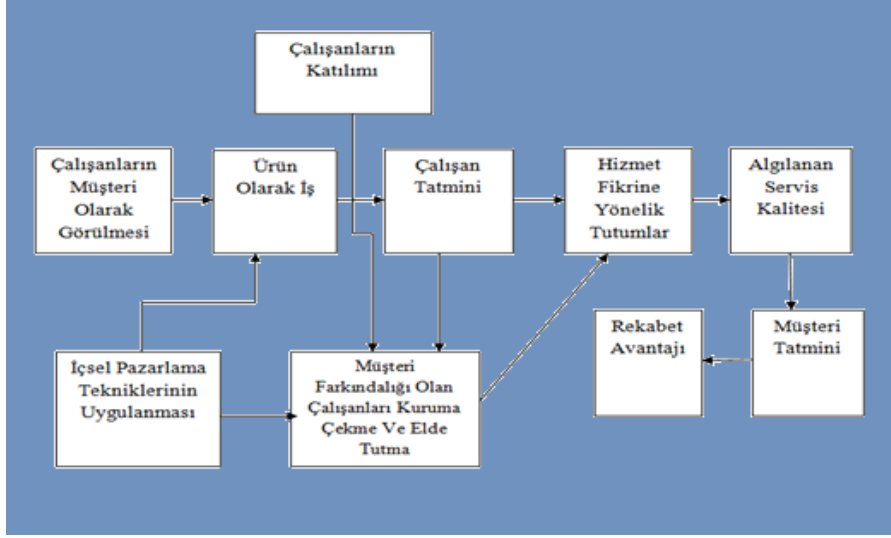 Çalışanların
Katılımı
Çalışanların
Müşteri
Olarak
Görülmesi
Ürün
Olarak İş
Çalışan
Tatmini
Hizmet
Fikrine
Yönelik
Tutumlar
Algılanan
Servis
Kalitesi
İçsel Pazarlama
Tekniklerinin
Uygulanması
Müşteri
Farkındalığı Olan
Çalışanları Kuruma
Çekme Ve Elde
Tutma
Rekabet
Avantajı
Müşteri
Tatmini